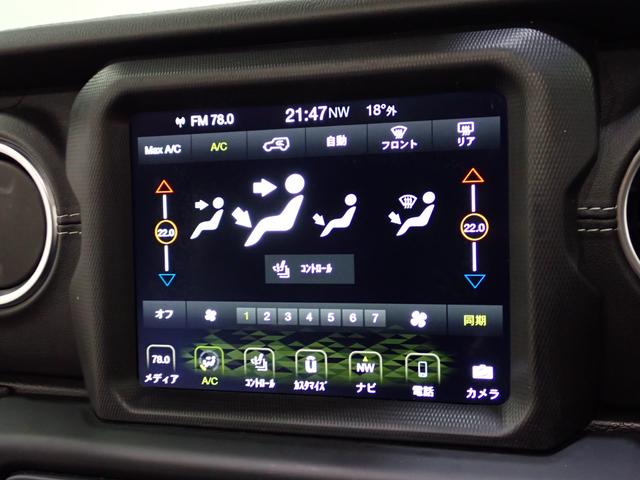 FM 78.0 21:47 NW 18°外
Max A/C A/C 自動 フロント リア
22.0 22.0
コントロール
オフ 1 2 3 4 5 6 7 同期
78.0 NW
メディア A/C コントロール カスタマイズ ナビ 電話 カメラ